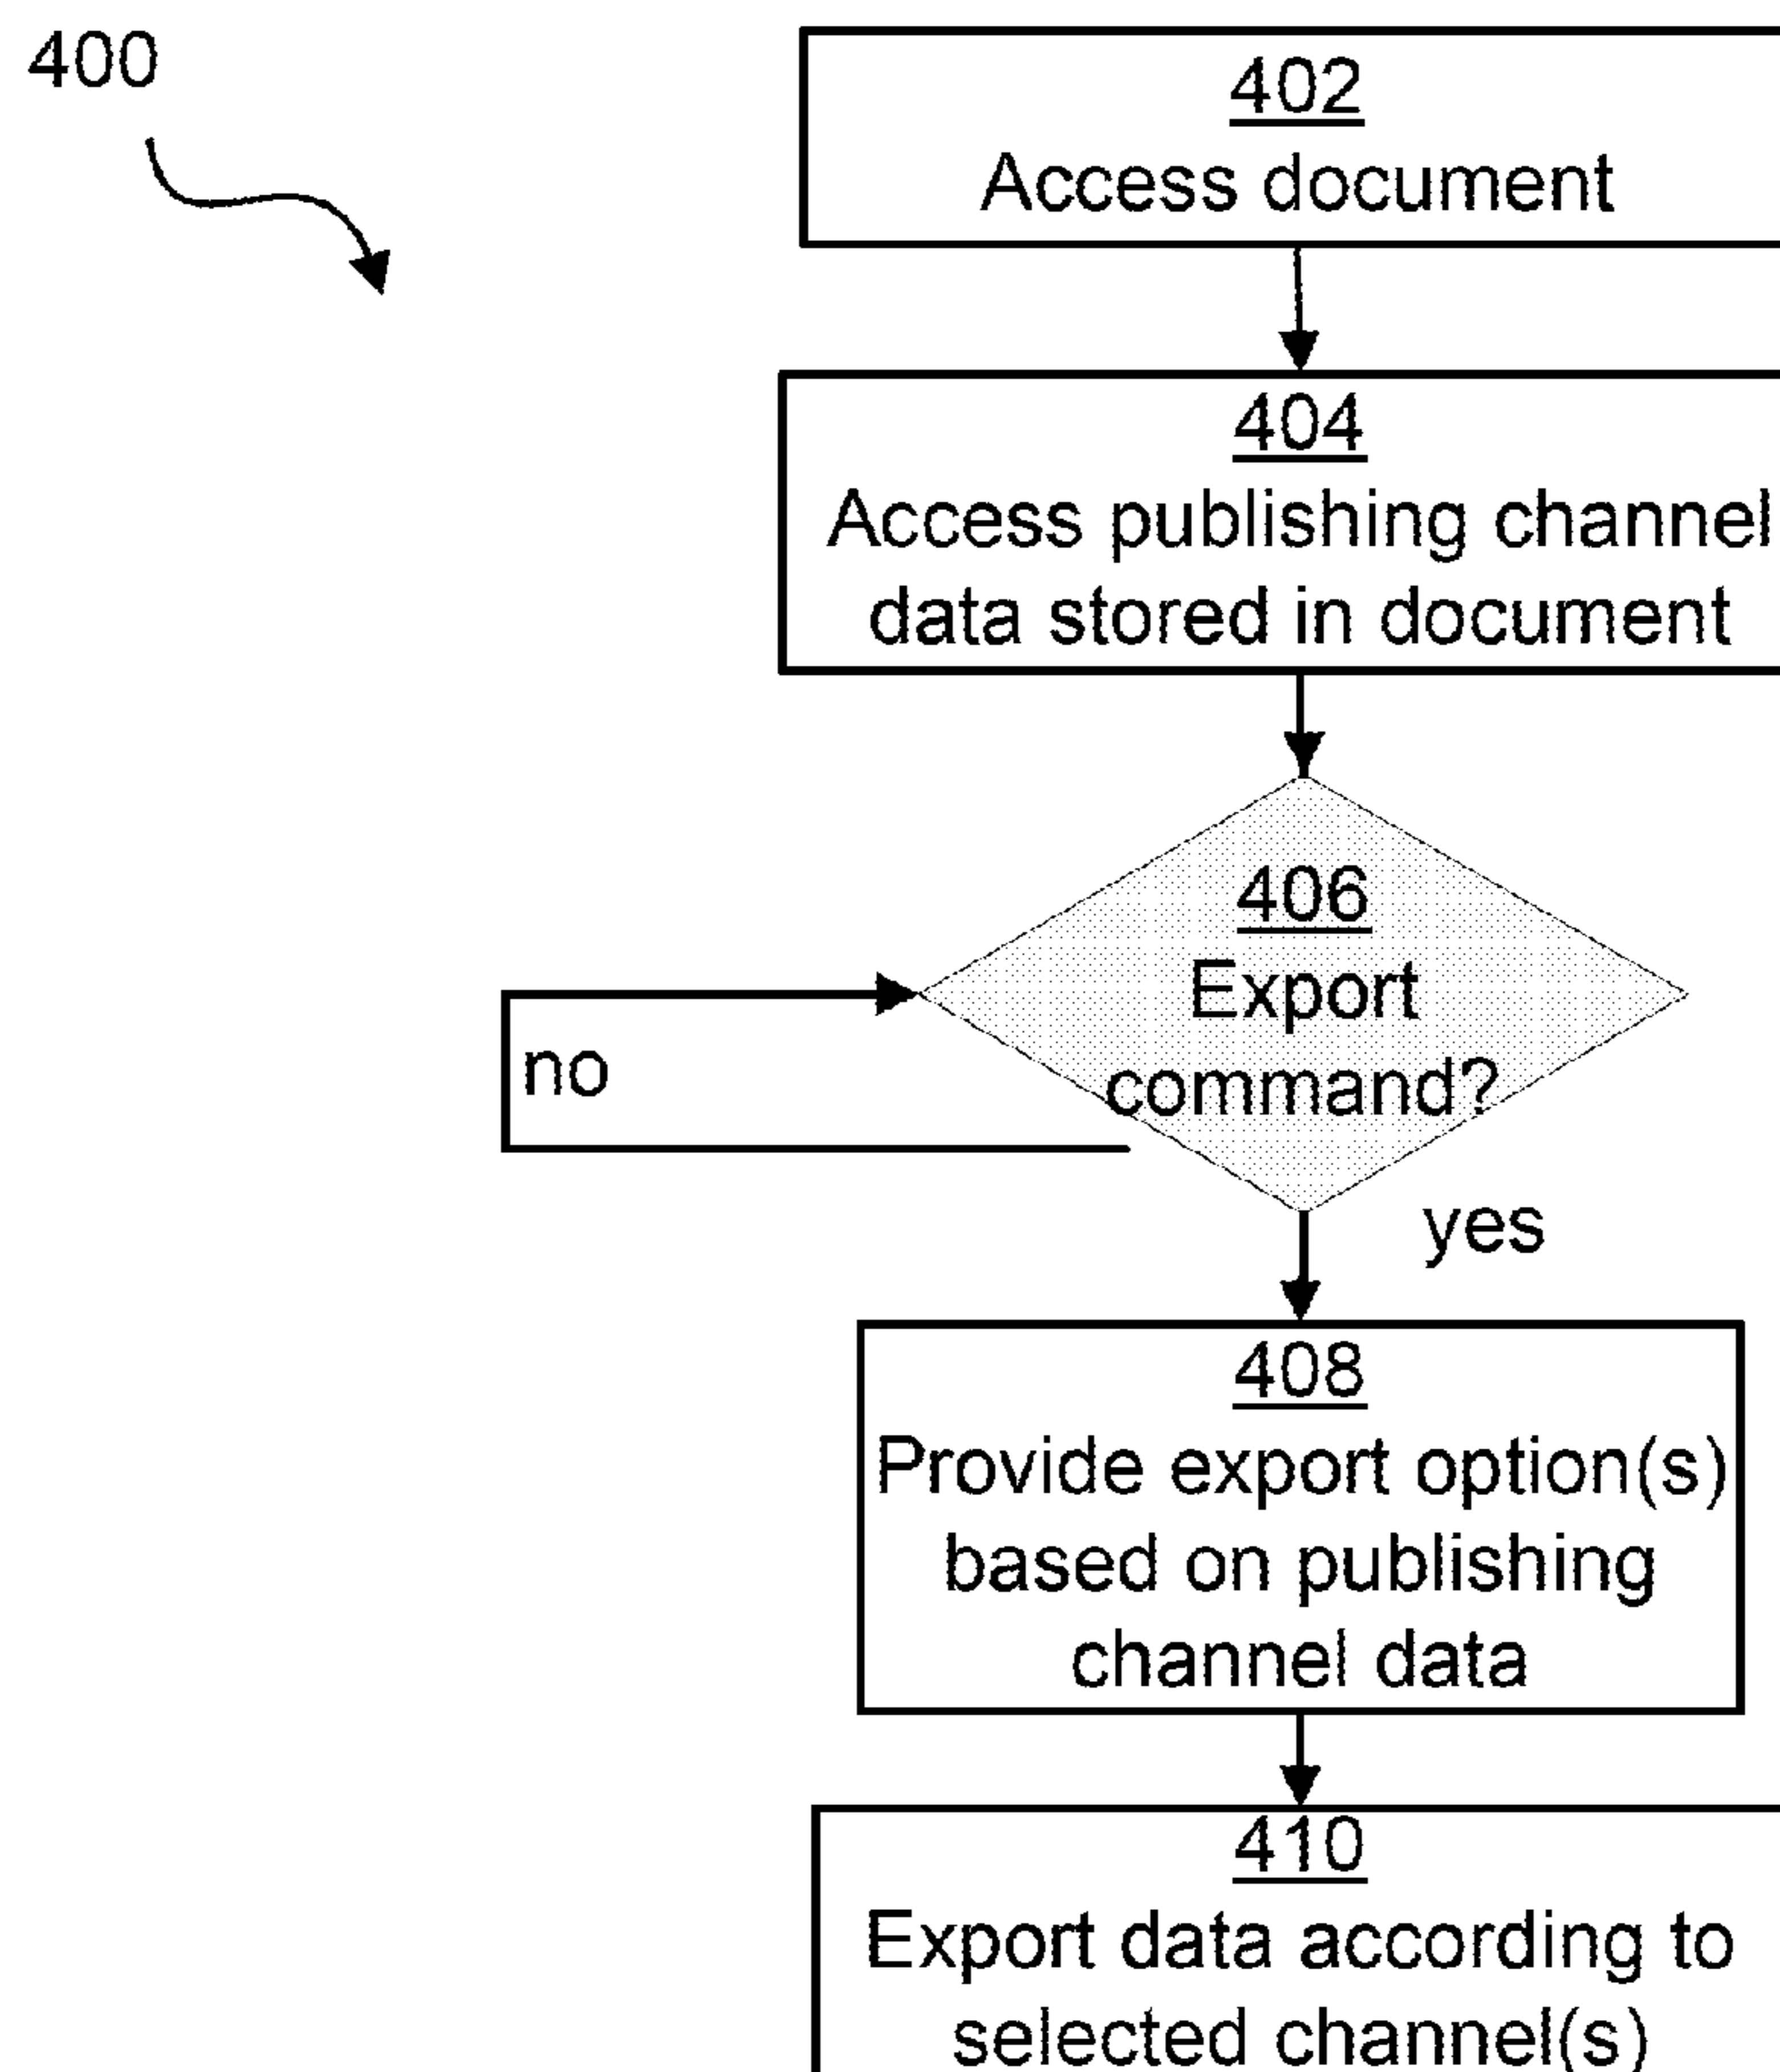 400
402
Access document
404
Access publishing channel
data stored in document
406
Export
command?
no
yes
408
Provide export option(s)
based on publishing
channel data
410
Export data according to
selected channel(s)